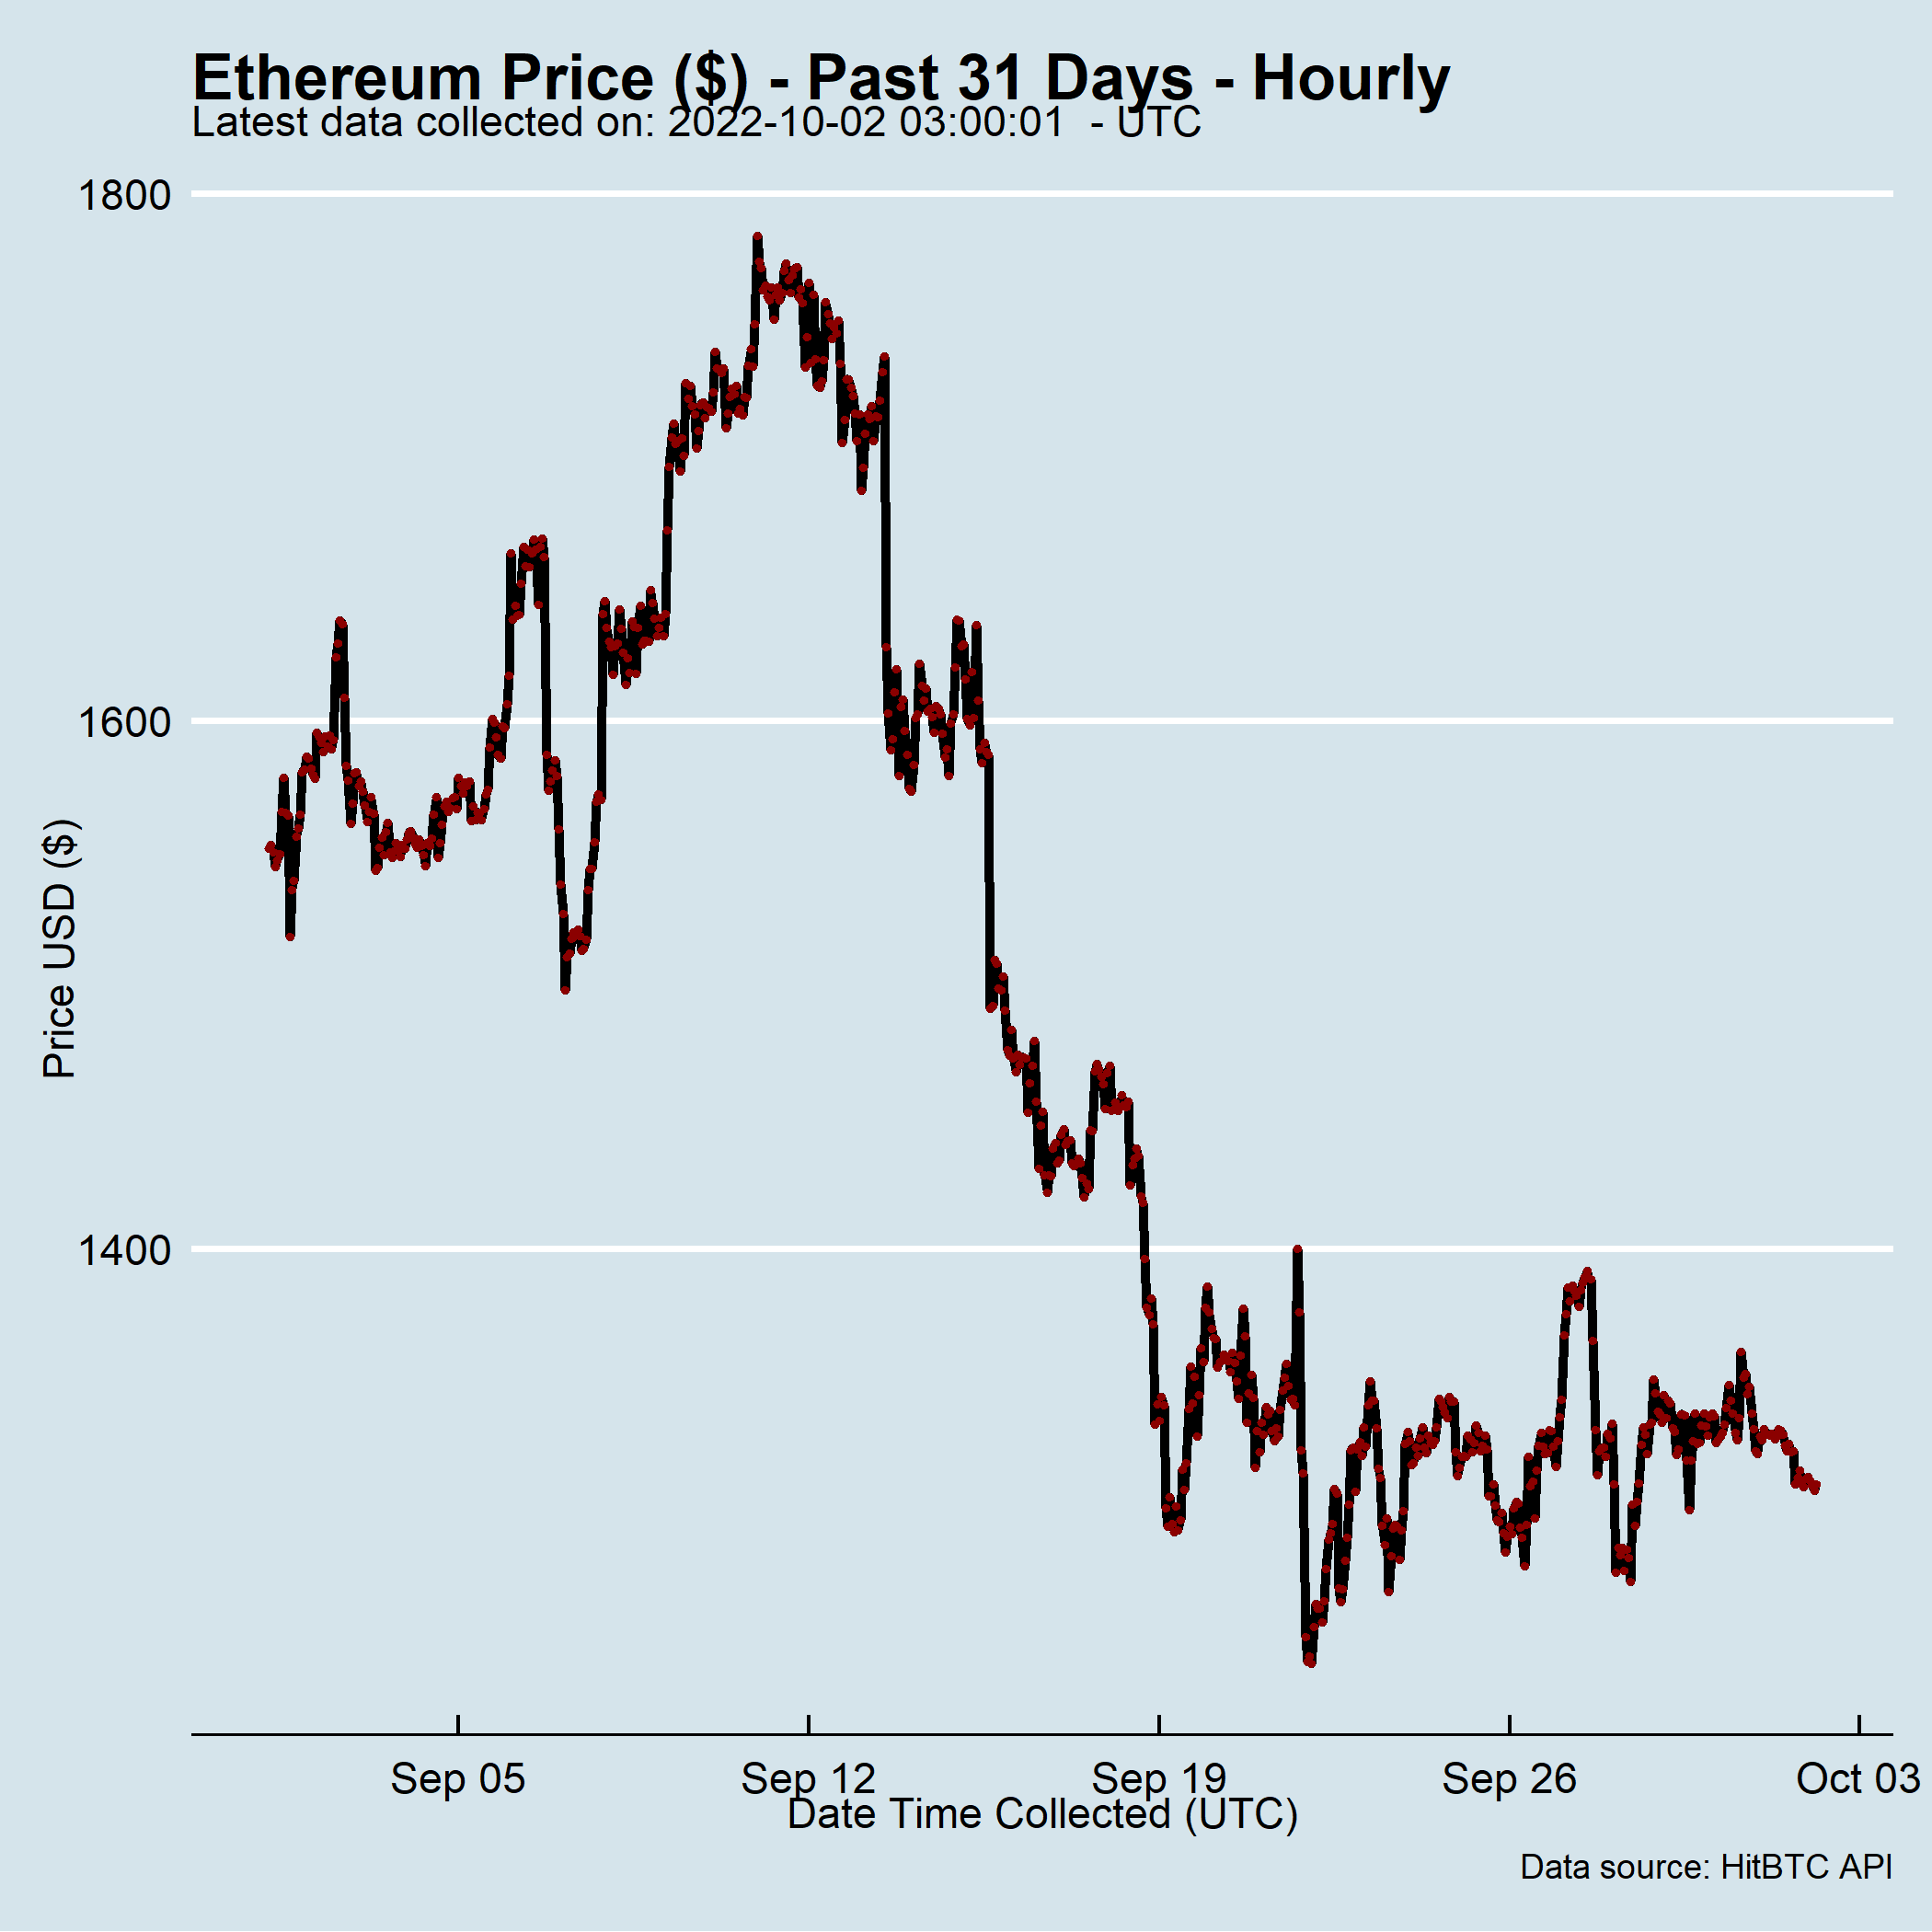 Ethereum Price ($) - Past 31 Days - Hourly
Latest data collected on: 2022-10-02 03:00:01  - UTC
1800
1600
1400
Price USD ($)
Sep 05 Sep 12 Sep 19 Sep 26 Oct 03
Date Time Collected (UTC)
Data source: HitBTC API